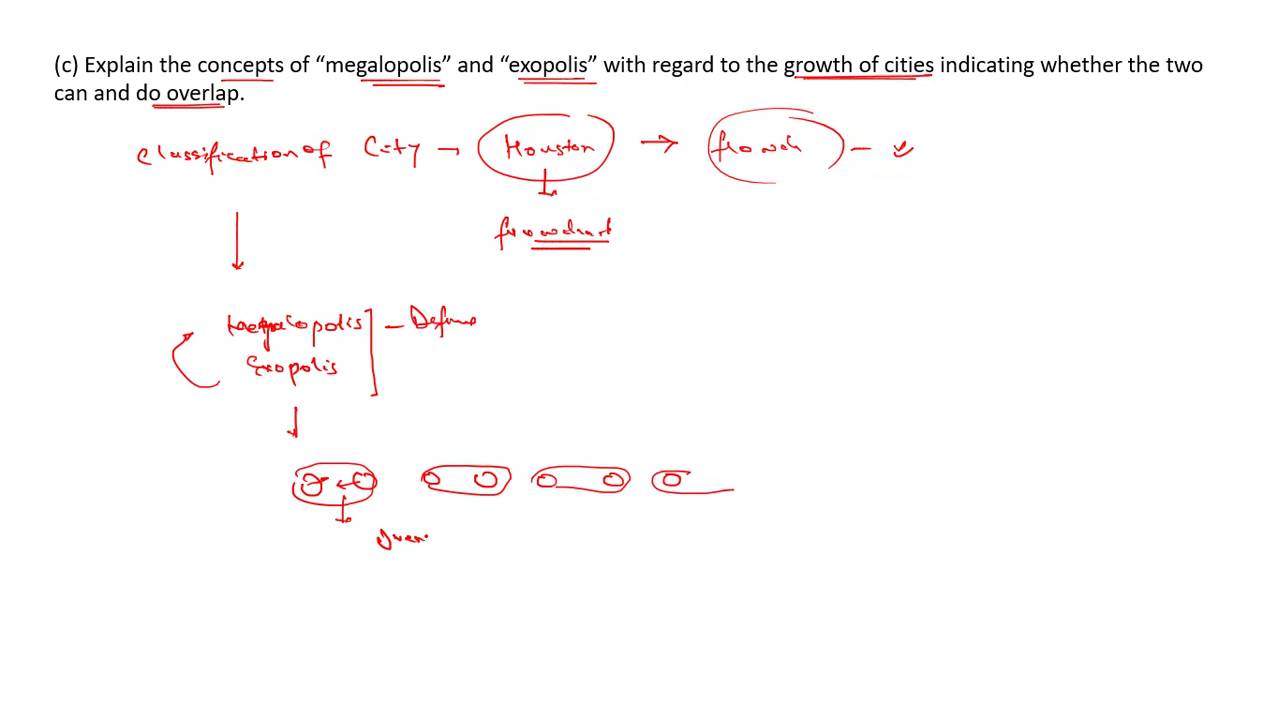 (c) Explain the concepts of “megalopolis” and “exopolis” with regard to the growth of cities indicating whether the two
can and do overlap.
Classification of City Houston
Megalopolis - Define
Exopolis